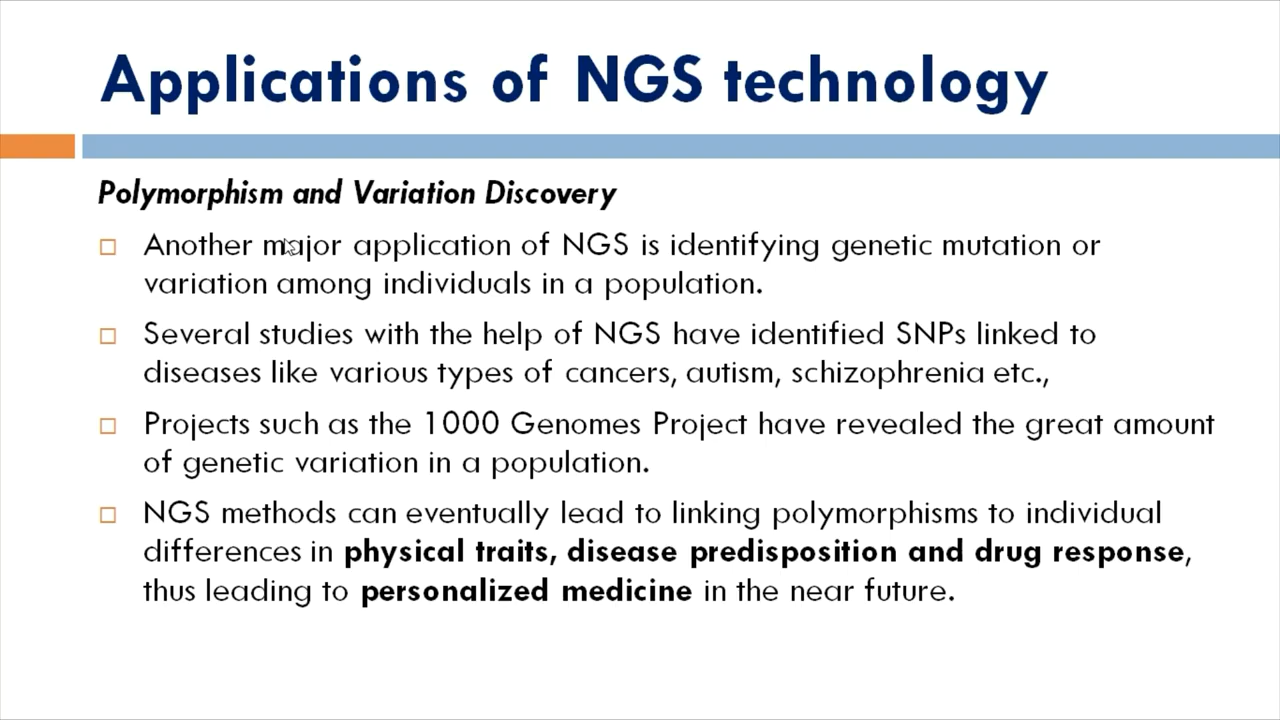 Applications of NGS technology
Polymorphism and Variation Discovery
Another major application of NGS is identifying genetic mutation or
variation among individuals in a population.
Several studies with the help of NGS have identified SNPs linked to
diseases like various types of cancers, autism, schizophrenia etc.,
Projects such as the 1000 Genomes Project have revealed the great amount
of genetic variation in a population.
NGS methods can eventually lead to linking polymorphisms to individual
differences in physical traits, disease predisposition and drug response,
thus leading to personalized medicine in the near future.